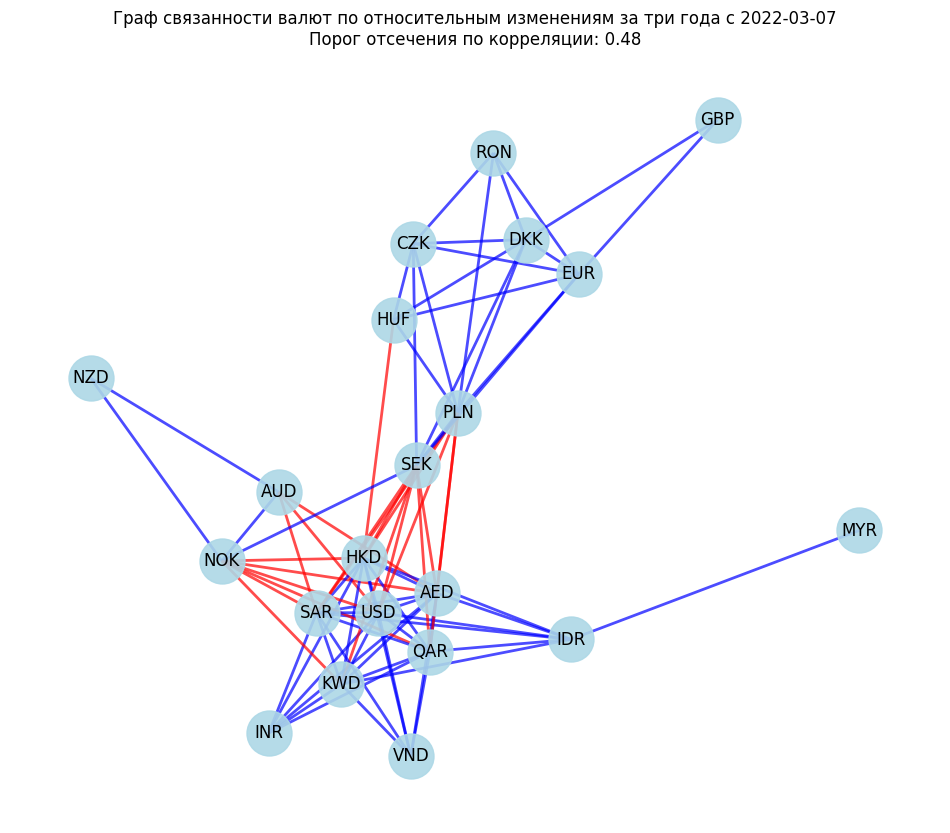 Граф связанности валют по относительным изменениям за три года с 2022-03-07
Порог отсечения по корреляции: 0.48
GBP
RON
CZK
DKK
EUR
HUF
NZD
PLN
SEK
AUD
MYR
NOK
HKD
AED
SAR
USD
IDR
QAR
KWD
INR
VND